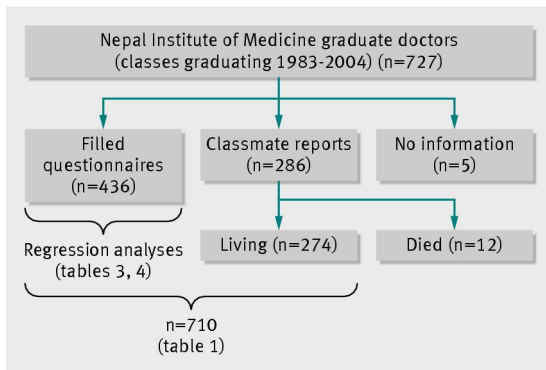 Nepal Institute of Medicine graduate doctors
(classes graduating 1983-2004) (n=727)
Filled
questionnaires
(n=436)
Classmate reports
(n=286)
No information
(n=5)
Regression analyses
(tables 3, 4)
Living (n=274)
Died (n=12)
n=710
(table 1)